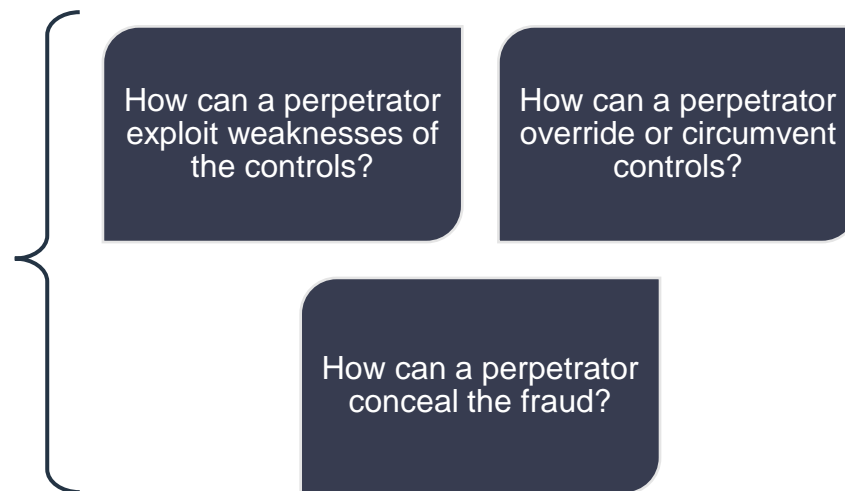 How can a perpetrator
exploit weaknesses of
the controls?
How can a perpetrator
override or circumvent
controls?
How can a perpetrator
conceal the fraud?